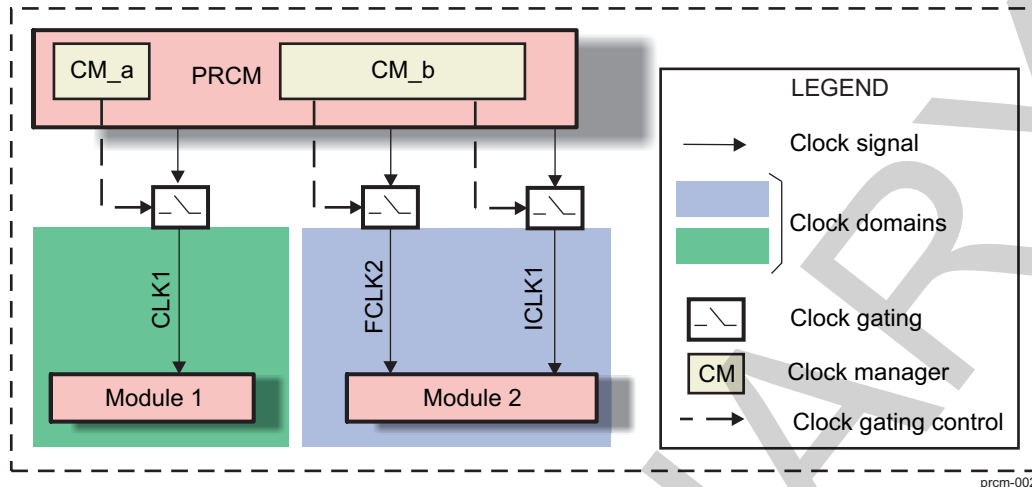 CM_a
PRCM
CM_b
CLK1
FCLK2
ICLK1
Module 1
Module 2
LEGEND
Clock signal
Clock domains
Clock gating
CM
Clock manager
Clock gating control